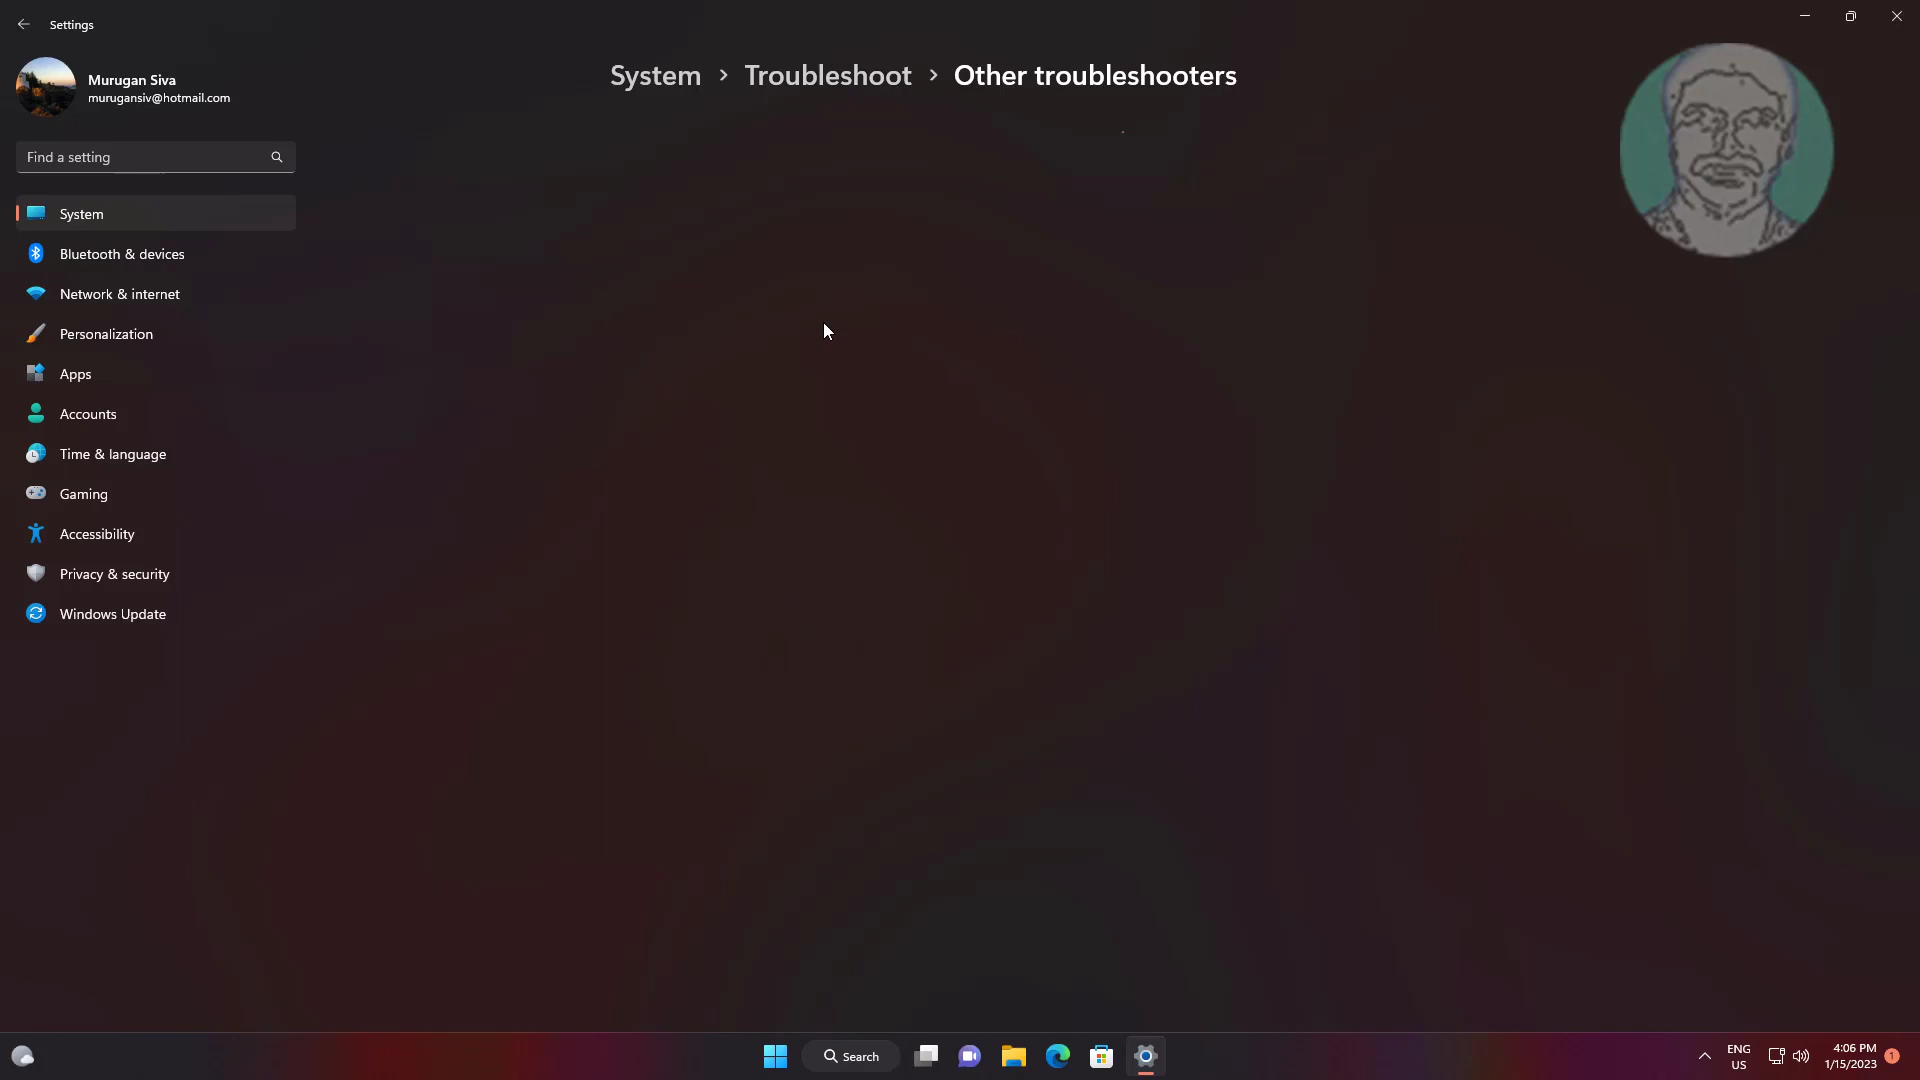 Settings
Murugan Siva
murugansiv@hotmail.com
System > Troubleshoot > Other troubleshooters
Find a setting
System
Bluetooth & devices
Network & internet
Personalization
Apps
Accounts
Time & language
Gaming
Accessibility
Privacy & security
Windows Update
Search
ENG
US
4:06 PM
1/15/2023
1